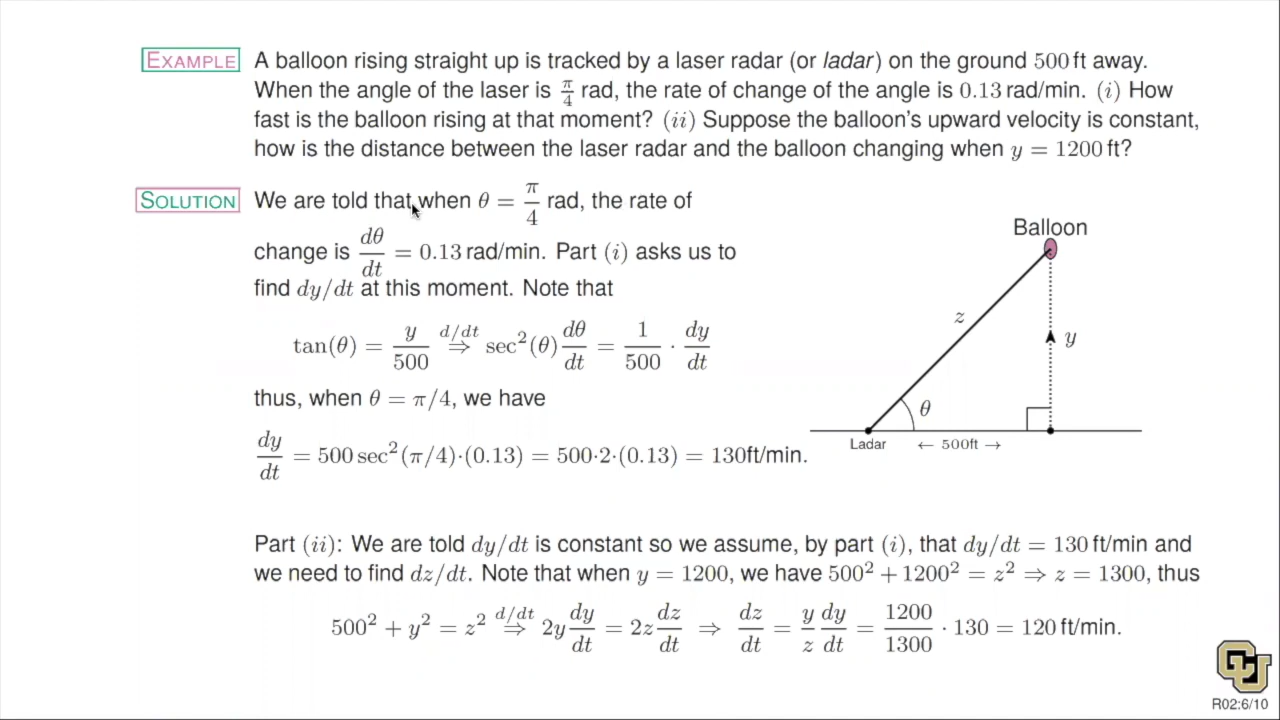 EXAMPLE A balloon rising straight up is tracked by a laser radar (or ladar) on the ground 500 ft away.
When the angle of the laser is π/4 rad, the rate of change of the angle is 0.13 rad/min. (i) How
fast is the balloon rising at that moment? (ii) Suppose the balloon's upward velocity is constant,
how is the distance between the laser radar and the balloon changing when y = 1200 ft?
SOLUTION We are told that when θ = π/4 rad, the rate of
change is dθ/dt = 0.13 rad/min. Part (i) asks us to
find dy/dt at this moment. Note that
tan(θ) = y/500 d/dt⇒ sec²(θ) dθ/dt = 1/500 · dy/dt
thus, when θ = π/4, we have
dy/dt = 500 sec²(π/4)·(0.13) = 500·2·(0.13) = 130ft/min.
Balloon
z
y
θ
Ladar
← 500ft →
Part (ii): We are told dy/dt is constant so we assume, by part (i), that dy/dt = 130 ft/min and
we need to find dz/dt. Note that when y = 1200, we have 500² + 1200² = z² ⇒ z = 1300, thus
500² + y² = z² d/dt⇒ 2y dy/dt = 2z dz/dt ⇒ dz/dt = y/z dy/dt = 1200/1300 · 130 = 120 ft/min.
CU
R02:6/10